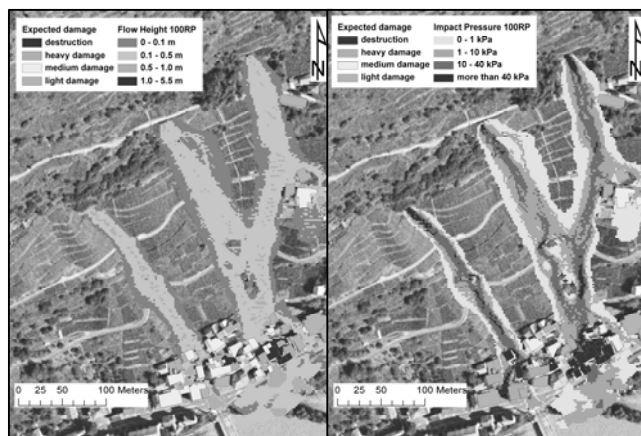 Expected damage Flow Height 100RP
destruction 0 - 0.1 m
heavy damage 0.1 - 0.5 m
medium damage 0.5 - 1.0 m
light damage 1.0 - 5.5 m
N
0 25 50 100 Meters
Expected damage Impact Pressure 100RP
destruction 0 - 1 kPa
heavy damage 1 - 10 kPa
medium damage 10 - 40 kPa
light damage more than 40 kPa
N
0 25 50 100 Meters